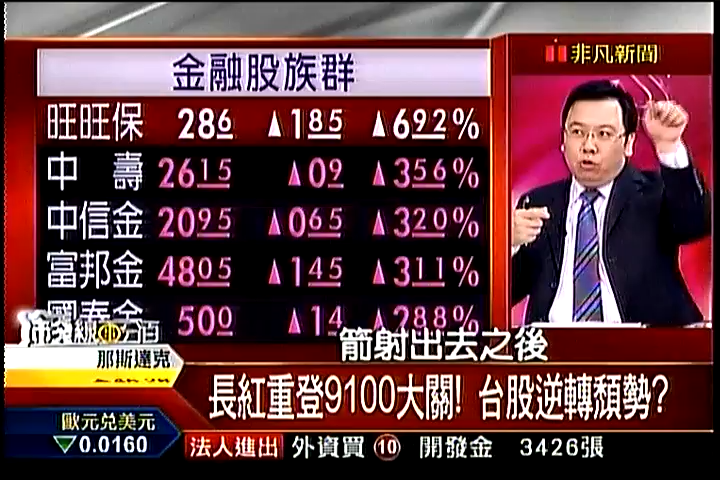 金融股族群
非凡新聞
旺旺保 286 ▲185 ▲692%
中壽 2615 ▲09 ▲356%
中信金 2095 ▲065 ▲320%
富邦金 4805 ▲145 ▲311%
國泰金 500 ▲14 ▲288%
箭射出去之後
那斯達克
長紅重登9100大關! 台股逆轉頹勢?
歐元兌美元
▽0.0160
法人進出 外資買 10 開發金 3426張